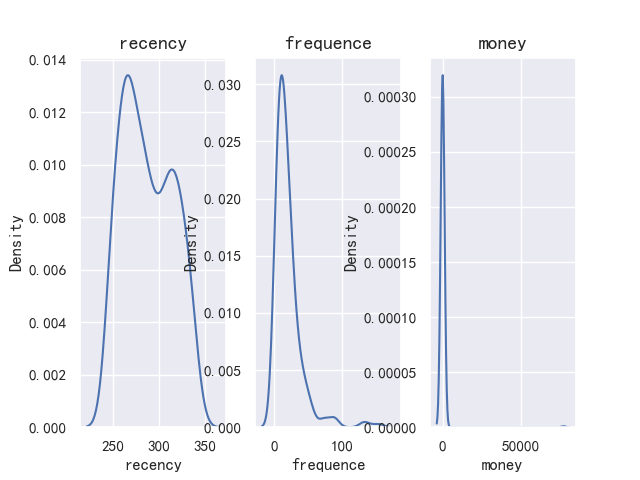 recency
0.014
0.012
0.010
0.008
0.006
0.004
0.002
0.000
Density
250 300 350
recency
frequence
0.030
0.025
0.020
0.015
0.010
0.005
0.000
Density
0 100
frequence
money
0.00030
0.00025
0.00020
0.00015
0.00010
0.00005
0.00000
Density
0 50000
money